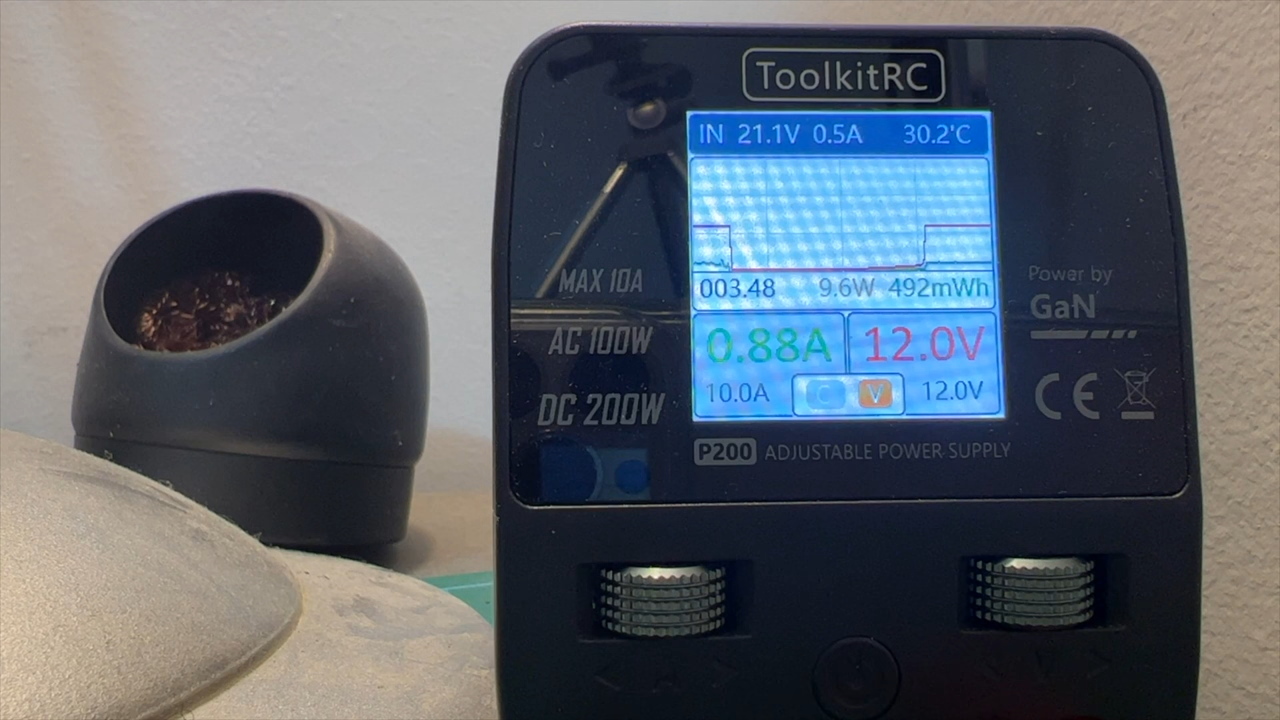 ToolkitRC
IN 21.1V 0.5A 30.2'C
003.48 9.6W 492mWh
0.88A 12.0V
10.0A C V 12.0V
MAX 10A
AC 100W
DC 200W
Power by
GaN
CE
P200 ADJUSTABLE POWER SUPPLY